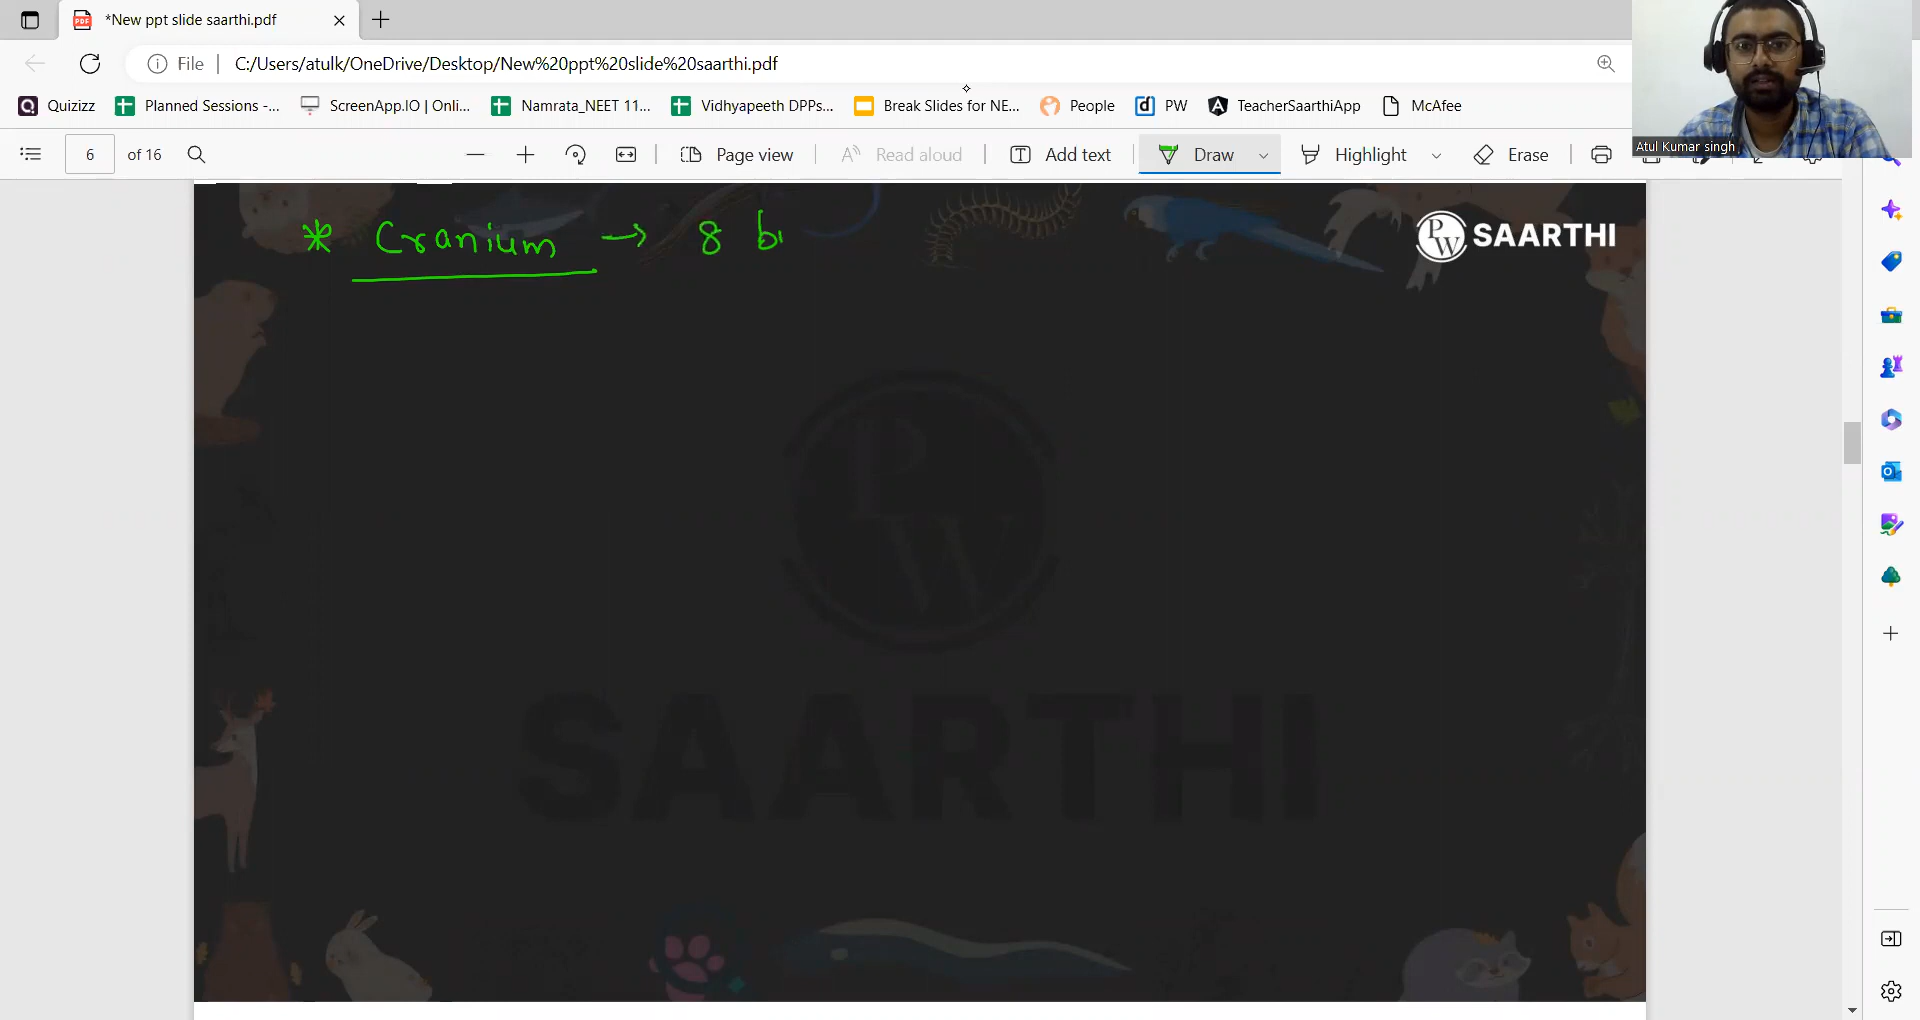 *New ppt slide saarthi.pdf
File
C:/Users/atulk/OneDrive/Desktop/New%20ppt%20slide%20saarthi.pdf
Quizizz
Planned Sessions -...
ScreenApp.IO | Onli...
Namrata_NEET 11...
Vidhyapeeth DPPs...
Break Slides for NE...
People
PW
TeacherSaarthiApp
McAfee
Atul Kumar singh
6 of 16
Page view
Read aloud
Add text
Draw
Highlight
Erase
* Cranium → 8 b
PW SAARTHI
PW
SAARTHI